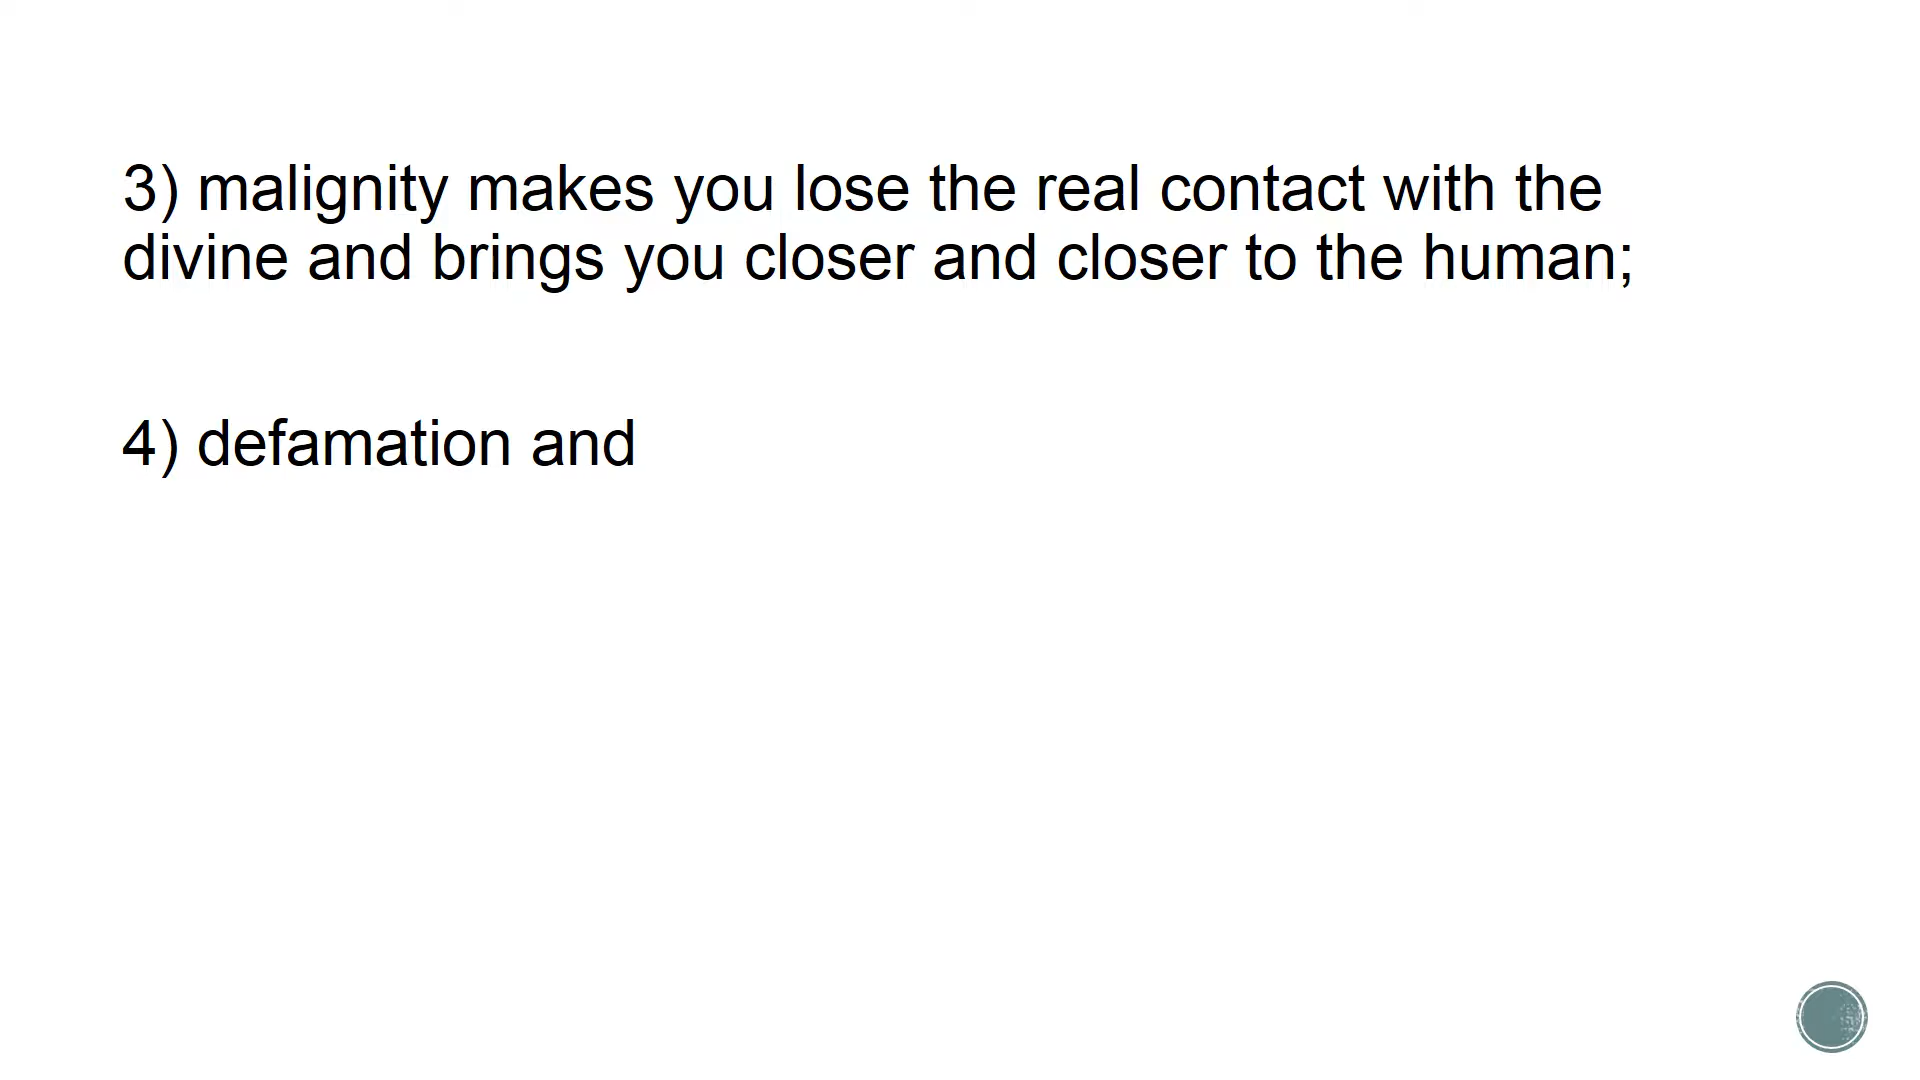 3) malignity makes you lose the real contact with the
divine and brings you closer and closer to the human;
4) defamation and